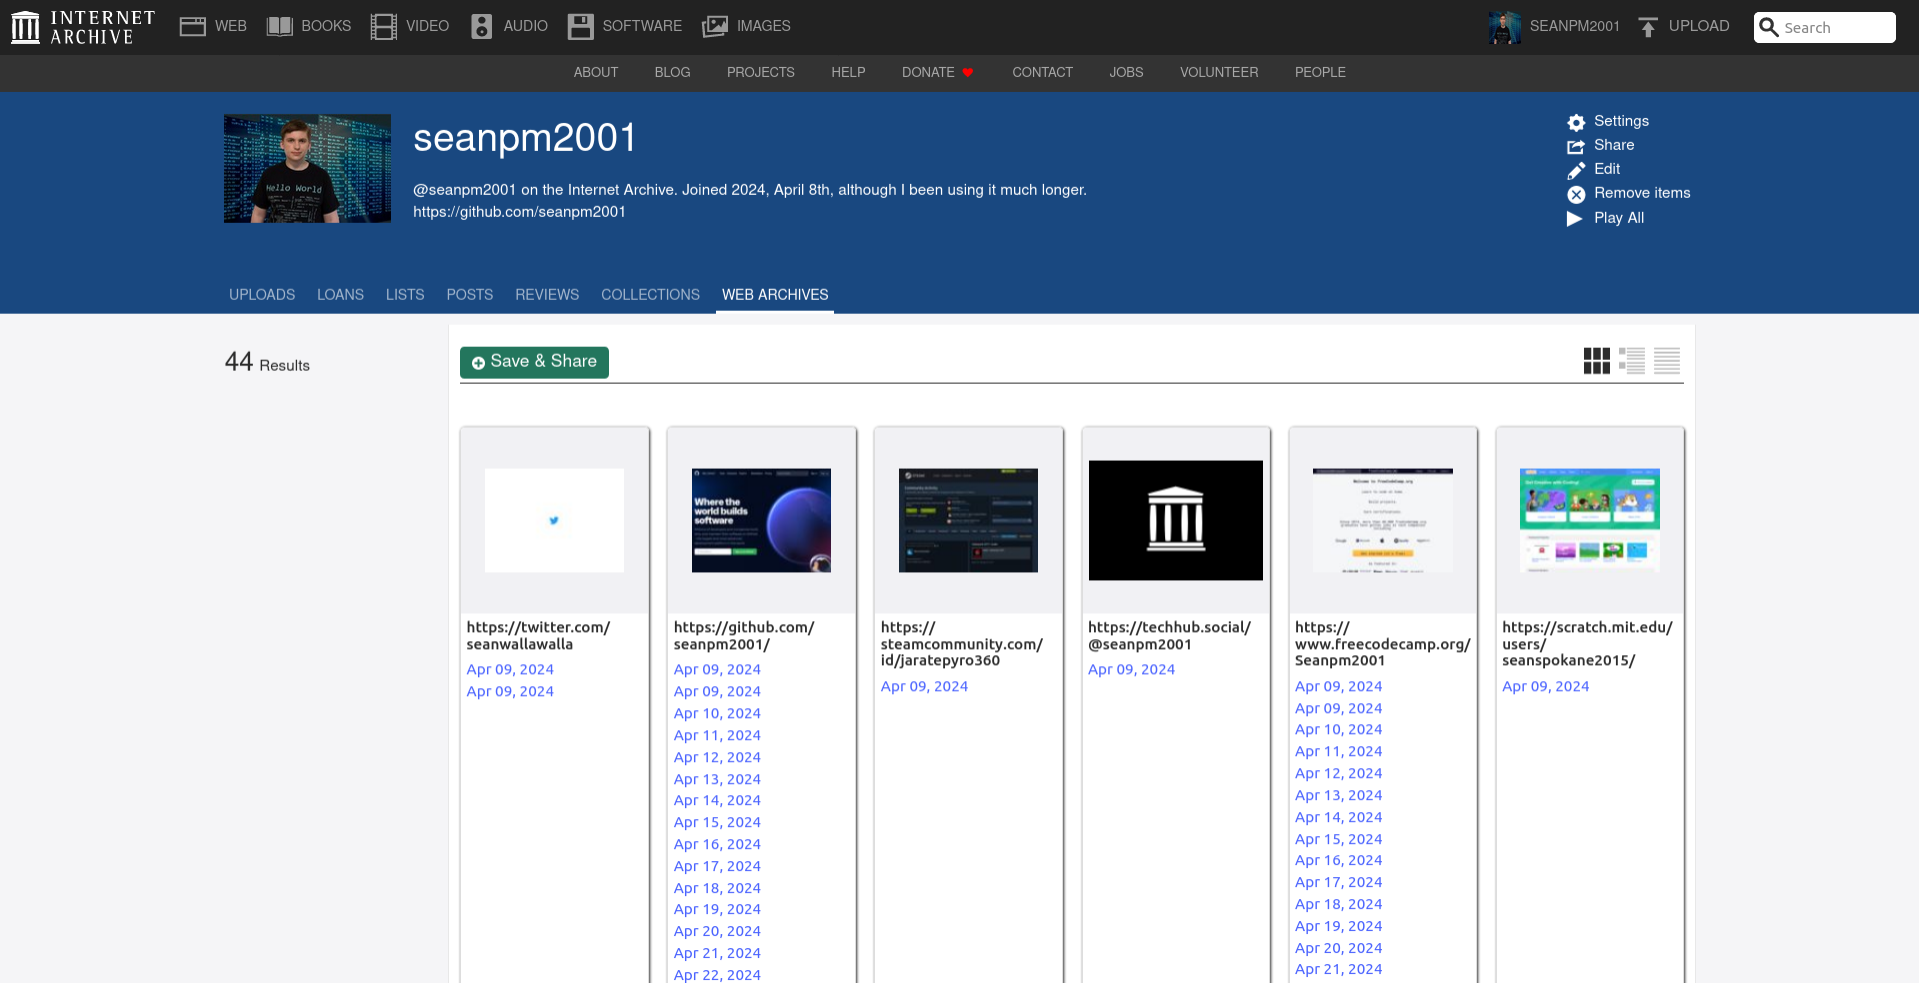 INTERNET
ARCHIVE
WEB
BOOKS
VIDEO
AUDIO
SOFTWARE
IMAGES
SEANPM2001
UPLOAD
Search
ABOUT
BLOG
PROJECTS
HELP
DONATE
CONTACT
JOBS
VOLUNTEER
PEOPLE
Hello World
seanpm2001
@seanpm2001 on the Internet Archive. Joined 2024, April 8th, although I been using it much longer.
https://github.com/seanpm2001
Settings
Share
Edit
Remove items
Play All
UPLOADS
LOANS
LISTS
POSTS
REVIEWS
COLLECTIONS
WEB ARCHIVES
44 Results
Save & Share
https://twitter.com/
seanwallawalla
Apr 09, 2024
Apr 09, 2024
Where the
world builds
software
https://github.com/
seanpm2001/
Apr 09, 2024
Apr 09, 2024
Apr 10, 2024
Apr 11, 2024
Apr 12, 2024
Apr 13, 2024
Apr 14, 2024
Apr 15, 2024
Apr 16, 2024
Apr 17, 2024
Apr 18, 2024
Apr 19, 2024
Apr 20, 2024
Apr 21, 2024
Apr 22, 2024
https://
steamcommunity.com/
id/jaratepyro360
Apr 09, 2024
https://techhub.social/
@seanpm2001
Apr 09, 2024
https://
www.freecodecamp.org/
Seanpm2001
Apr 09, 2024
Apr 09, 2024
Apr 10, 2024
Apr 11, 2024
Apr 12, 2024
Apr 13, 2024
Apr 14, 2024
Apr 15, 2024
Apr 16, 2024
Apr 17, 2024
Apr 18, 2024
Apr 19, 2024
Apr 20, 2024
Apr 21, 2024
https://scratch.mit.edu/
users/
seanspokane2015/
Apr 09, 2024